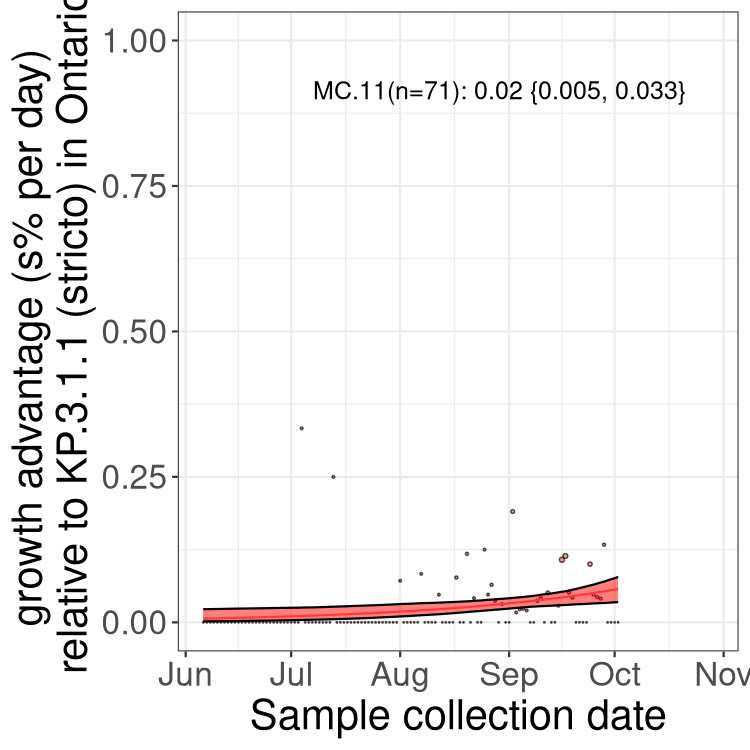 growth advantage (s% per day)
relative to KP.3.1.1 (stricto) in Ontario
1.00
0.75
0.50
0.25
0.00
MC.11(n=71): 0.02 {0.005, 0.033}
Jun Jul Aug Sep Oct Nov
Sample collection date